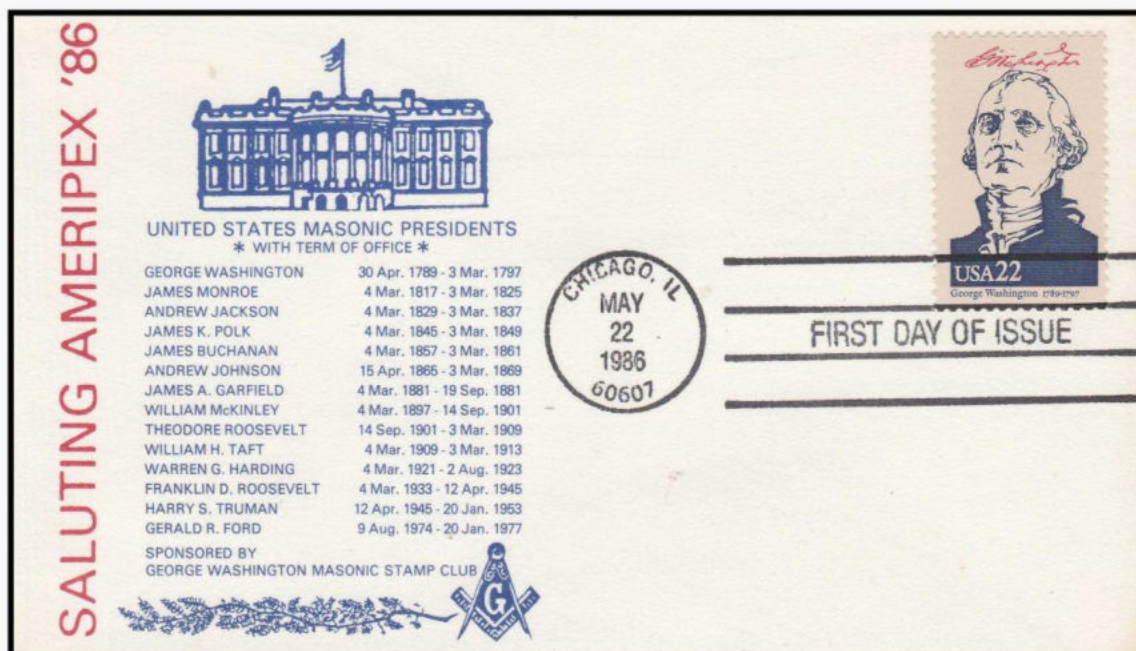 SALUTING AMERIPEX '86
UNITED STATES MASONIC PRESIDENTS
* WITH TERM OF OFFICE *
GEORGE WASHINGTON 30 Apr. 1789 - 3 Mar. 1797
JAMES MONROE 4 Mar. 1817 - 3 Mar. 1825
ANDREW JACKSON 4 Mar. 1829 - 3 Mar. 1837
JAMES K. POLK 4 Mar. 1845 - 3 Mar. 1849
JAMES BUCHANAN 4 Mar. 1857 - 3 Mar. 1861
ANDREW JOHNSON 15 Apr. 1865 - 3 Mar. 1869
JAMES A. GARFIELD 4 Mar. 1881 - 19 Sep. 1881
WILLIAM McKINLEY 4 Mar. 1897 - 14 Sep. 1901
THEODORE ROOSEVELT 14 Sep. 1901 - 3 Mar. 1909
WILLIAM H. TAFT 4 Mar. 1909 - 3 Mar. 1913
WARREN G. HARDING 4 Mar. 1921 - 2 Aug. 1923
FRANKLIN D. ROOSEVELT 4 Mar. 1933 - 12 Apr. 1945
HARRY S. TRUMAN 12 Apr. 1945 - 20 Jan. 1953
GERALD R. FORD 9 Aug. 1974 - 20 Jan. 1977
SPONSORED BY
GEORGE WASHINGTON MASONIC STAMP CLUB
G
CHICAGO, IL
MAY
22
1986
60607
GWashington
USA22
George Washington 1789-1797
FIRST DAY OF ISSUE